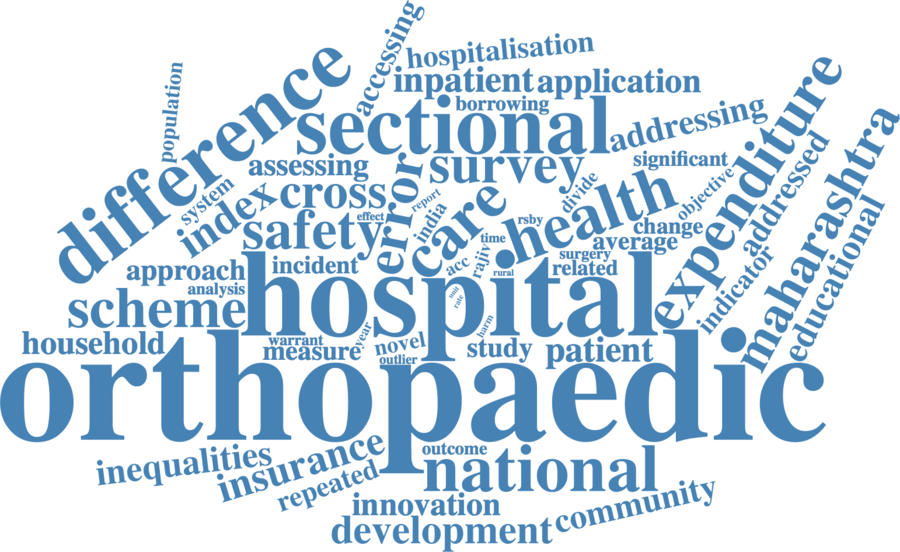 accessing
hospitalisation
population
difference
inpatient
application
borrowing
sectional
addressing
expenditure
assessing
survey
significant
maharashtra
system
index
cross
error
report
care
divide
health
objective
addressed
effect
india
rsby
safety
time
change
average
educational
approach
incident
acc
rajiv
surgery
related
rural
indicator
analysis
hospital
unit
rate
scheme
harm
year
household
warrant
measure
novel
outlier
study
patient
orthopaedic
inequalities
insurance
outcome
national
repeated
innovation
community
development